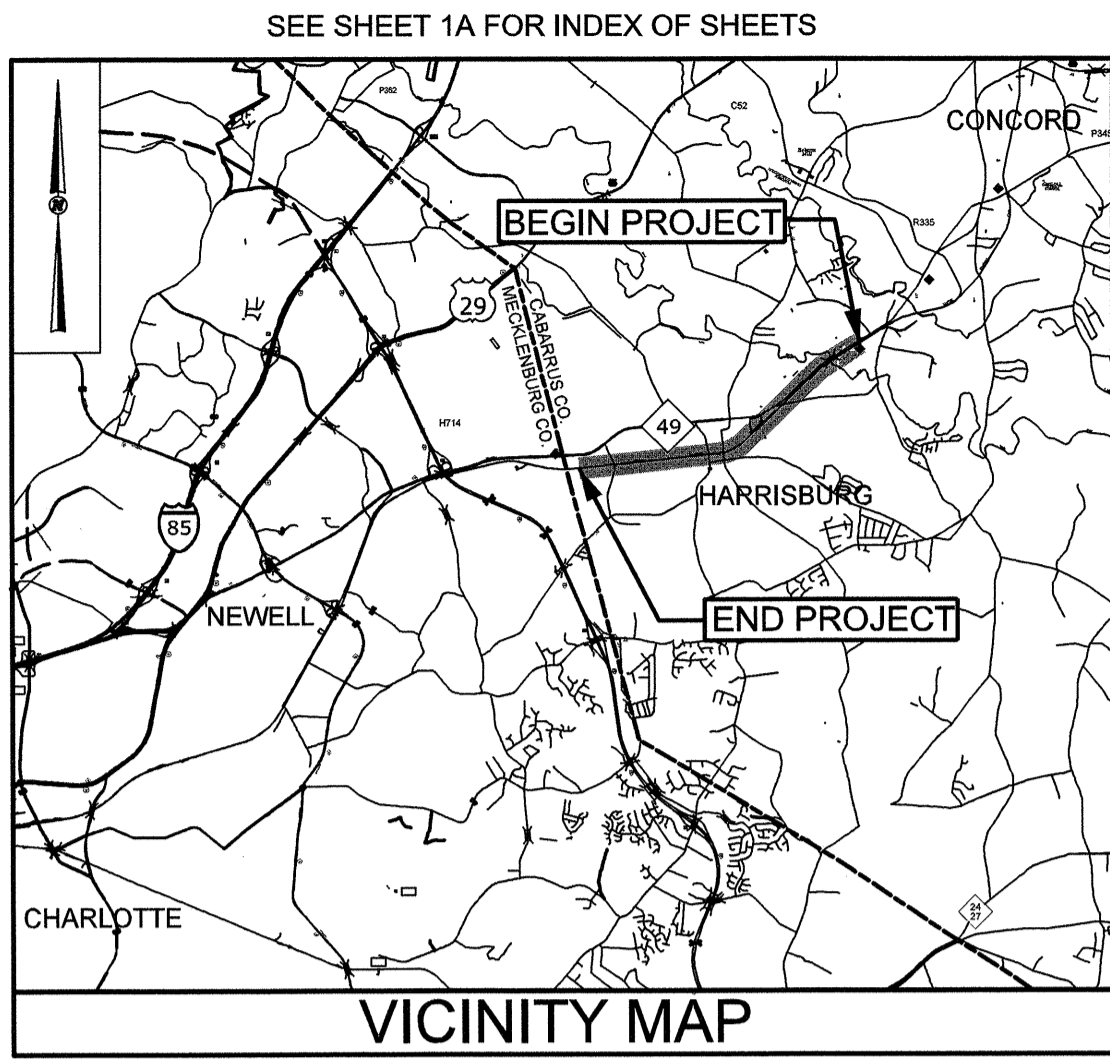 SEE SHEET 1A FOR INDEX OF SHEETS
N
P362
C52
CONCORD
P345
BEGIN PROJECT
R335
29
CABARRUS CO.
MECKLENBURG CO.
H714
49
HARRISBURG
85
NEWELL
END PROJECT
CHARLOTTE
24
27
VICINITY MAP